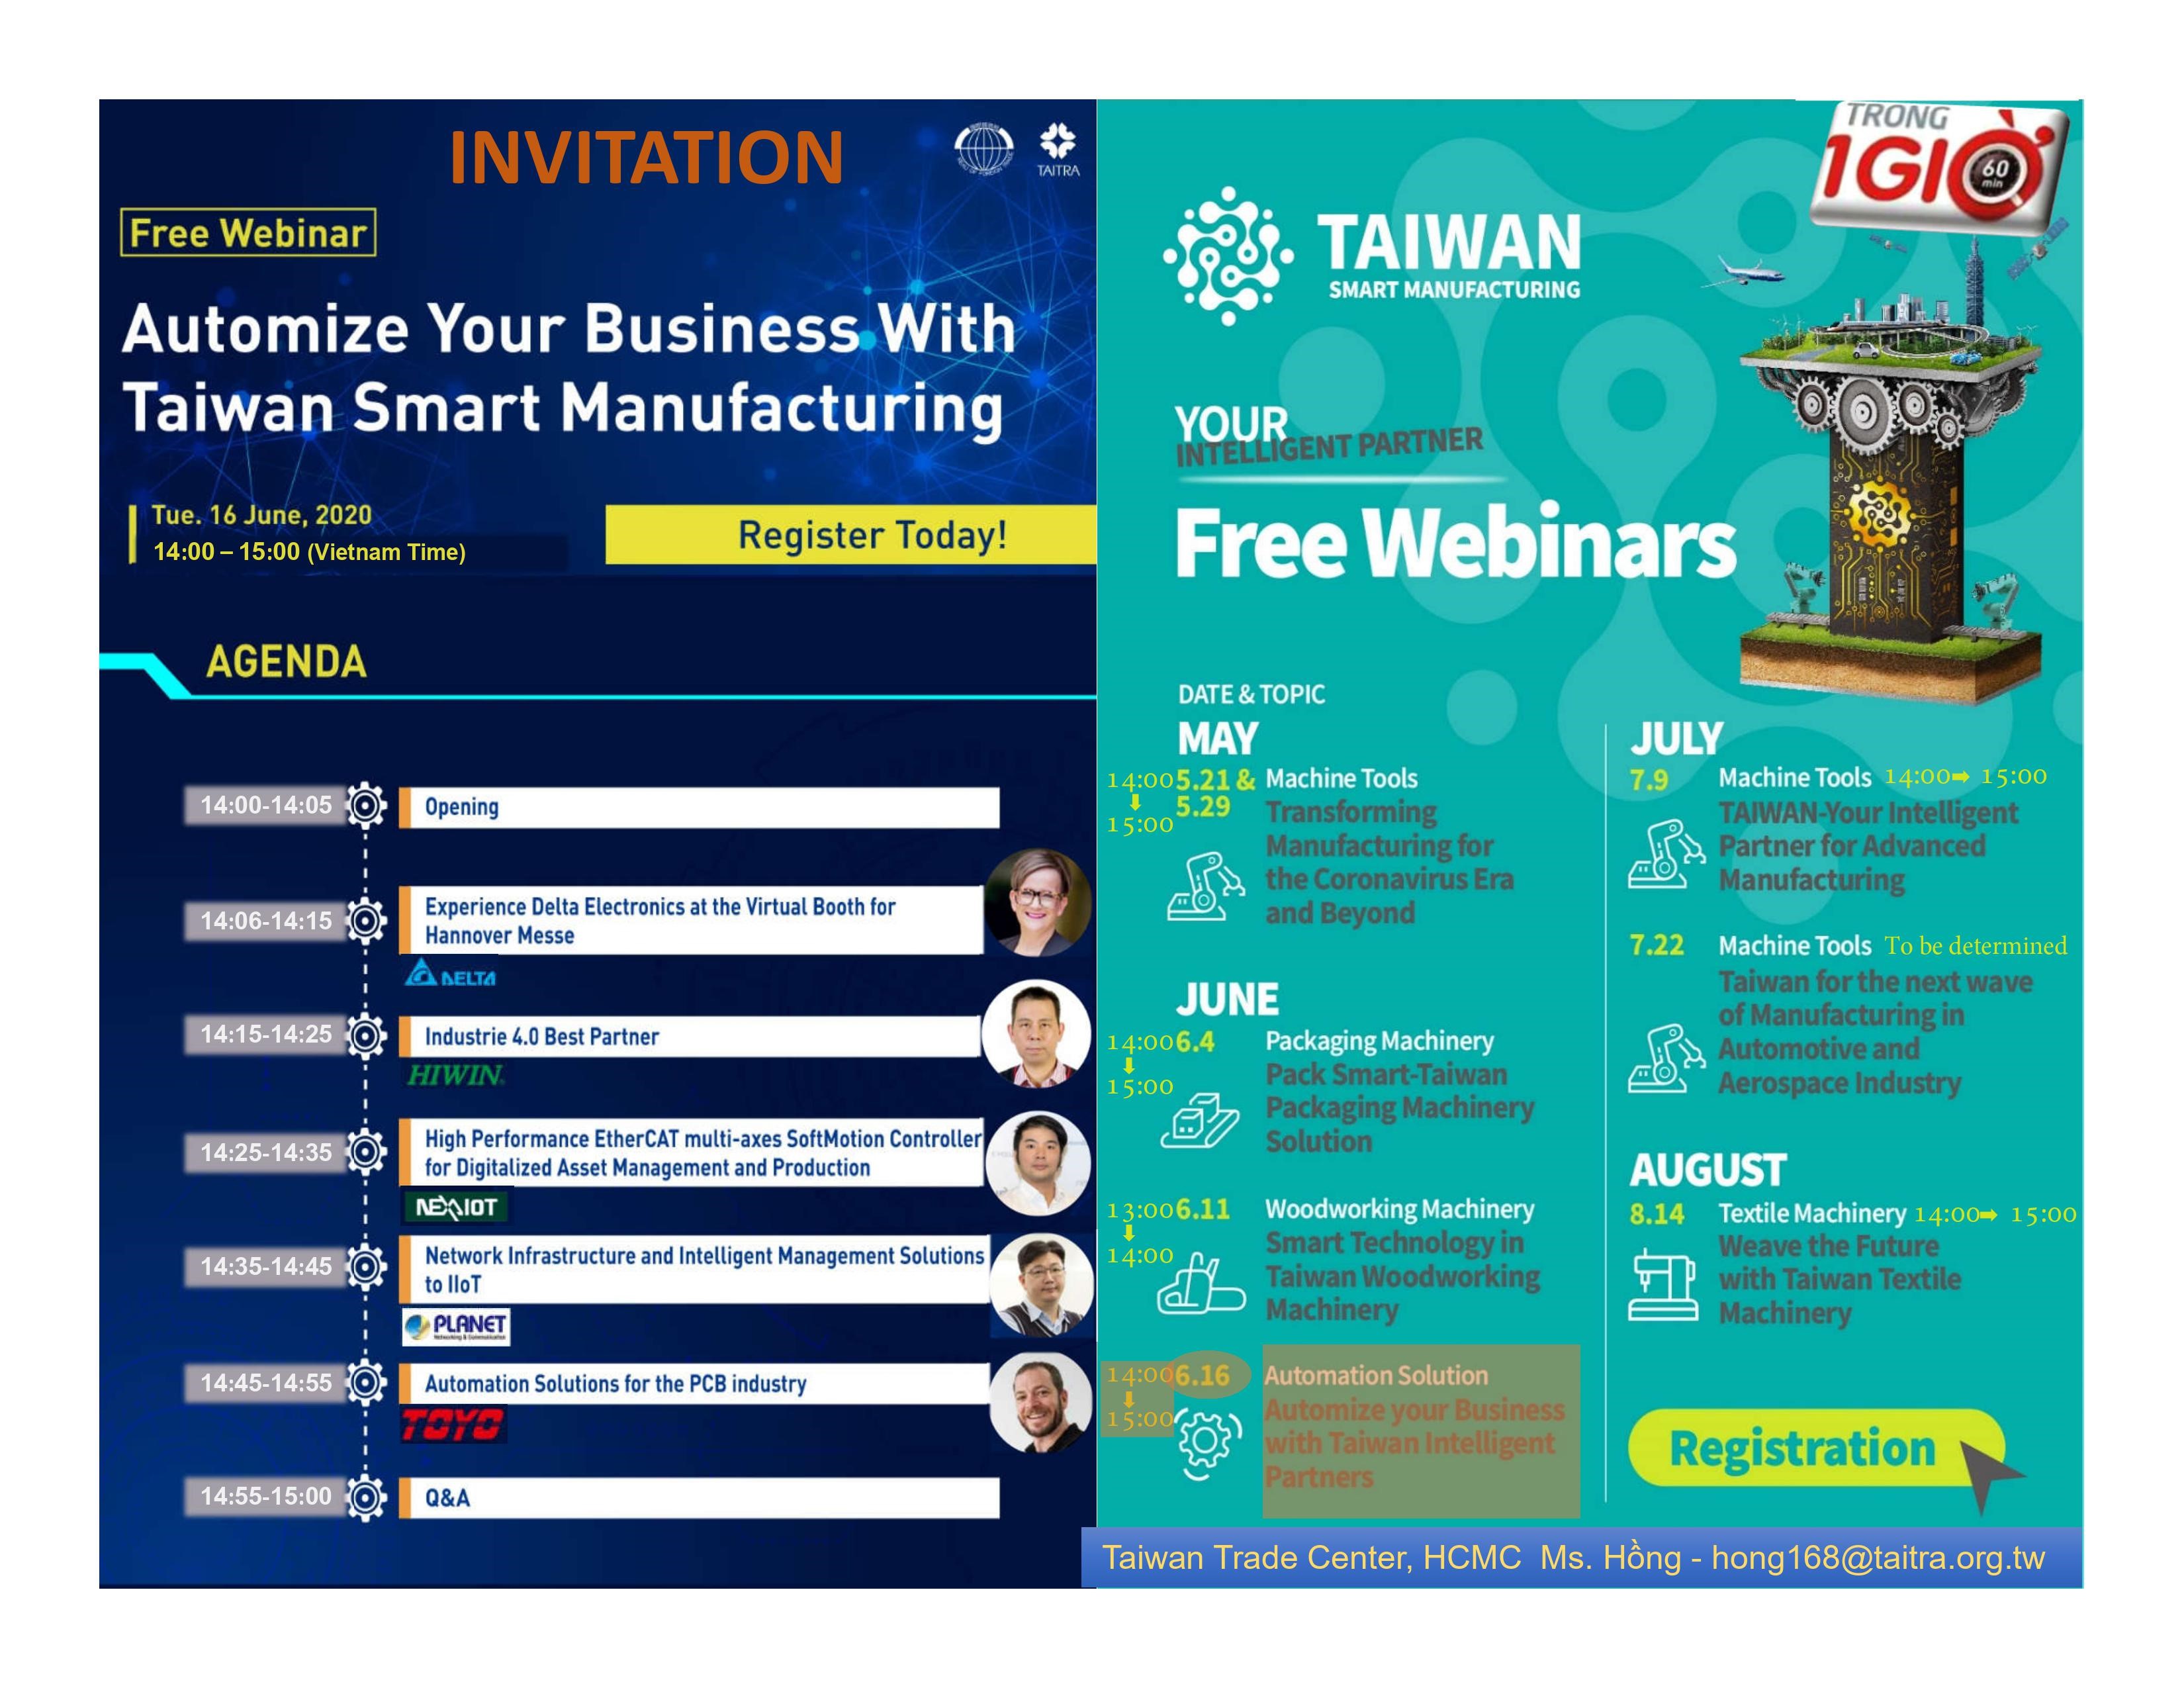 INVITATION
TAITRA
Free Webinar
Automize Your Business With
Taiwan Smart Manufacturing
Tue. 16 June, 2020
14:00 – 15:00 (Vietnam Time)
Register Today!
AGENDA
14:00-14:05
Opening
14:06-14:15
Experience Delta Electronics at the Virtual Booth for
Hannover Messe
DELTA
14:15-14:25
Industrie 4.0 Best Partner
HIWIN
14:25-14:35
High Performance EtherCAT multi-axes SoftMotion Controller
for Digitalized Asset Management and Production
NEXIOT
14:35-14:45
Network Infrastructure and Intelligent Management Solutions
to IIoT
PLANET
Networking & Communication
14:45-14:55
Automation Solutions for the PCB industry
TOYO
14:55-15:00
Q&A
TRONG
1GIỜ
60
min
TAIWAN
SMART MANUFACTURING
YOUR
INTELLIGENT PARTNER
Free Webinars
DATE & TOPIC
MAY
14:00 5.21 & Machine Tools
15:00 5.29
Transforming
Manufacturing for
the Coronavirus Era
and Beyond
JUNE
14:00 6.4 Packaging Machinery
15:00
Pack Smart-Taiwan
Packaging Machinery
Solution
13:00 6.11 Woodworking Machinery
14:00
Smart Technology in
Taiwan Woodworking
Machinery
14:00 6.16 Automation Solution
15:00
Automize your Business
with Taiwan Intelligent
Partners
JULY
7.9 Machine Tools 14:00➡ 15:00
TAIWAN-Your Intelligent
Partner for Advanced
Manufacturing
7.22 Machine Tools To be determined
Taiwan for the next wave
of Manufacturing in
Automotive and
Aerospace Industry
AUGUST
8.14 Textile Machinery 14:00➡ 15:00
Weave the Future
with Taiwan Textile
Machinery
Registration
Taiwan Trade Center, HCMC Ms. Hồng - hong168@taitra.org.tw